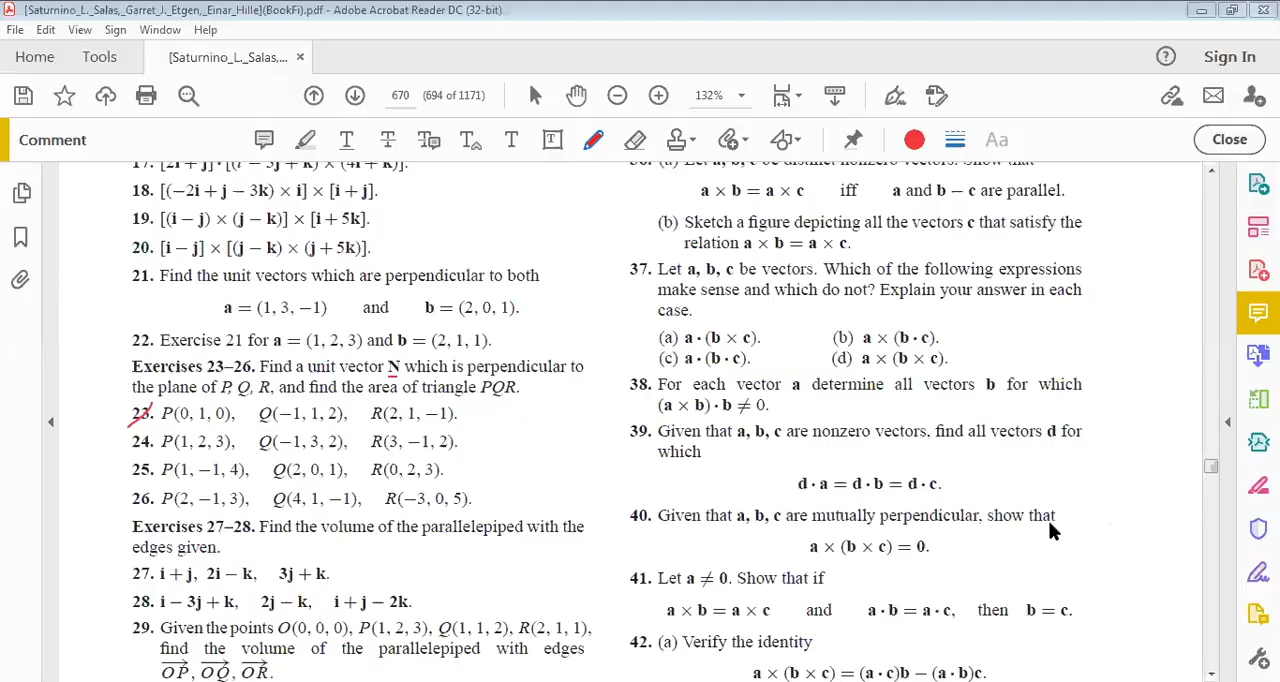 [Saturnino_L._Salas,_Garret_J._Etgen,_Einar_Hille](BookFi).pdf - Adobe Acrobat Reader DC (32-bit)
File Edit View Sign Window Help
Home Tools [Saturnino_L._Salas,... × Sign In
670 (694 of 1171) 132%
Comment Close
17. [2i + j] · [(i − 3j + k) × (4i + k)].
18. [(−2i + j − 3k) × i] × [i + j].
19. [(i − j) × (j − k)] × [i + 5k].
20. [i − j] × [(j − k) × (j + 5k)].
21. Find the unit vectors which are perpendicular to both
a = (1, 3, −1) and b = (2, 0, 1).
22. Exercise 21 for a = (1, 2, 3) and b = (2, 1, 1).
Exercises 23–26. Find a unit vector N which is perpendicular to
the plane of P, Q, R, and find the area of triangle PQR.
23. P(0, 1, 0), Q(−1, 1, 2), R(2, 1, −1).
24. P(1, 2, 3), Q(−1, 3, 2), R(3, −1, 2).
25. P(1, −1, 4), Q(2, 0, 1), R(0, 2, 3).
26. P(2, −1, 3), Q(4, 1, −1), R(−3, 0, 5).
Exercises 27–28. Find the volume of the parallelepiped with the
edges given.
27. i + j, 2i − k, 3j + k.
28. i − 3j + k, 2j − k, i + j − 2k.
29. Given the points O(0, 0, 0), P(1, 2, 3), Q(1, 1, 2), R(2, 1, 1),
find the volume of the parallelepiped with edges
OP, OQ, OR.
36. (a) Let a, b, c be distinct nonzero vectors. Show that
a × b = a × c iff a and b − c are parallel.
(b) Sketch a figure depicting all the vectors c that satisfy the
relation a × b = a × c.
37. Let a, b, c be vectors. Which of the following expressions
make sense and which do not? Explain your answer in each
case.
(a) a · (b × c). (b) a × (b · c).
(c) a · (b · c). (d) a × (b × c).
38. For each vector a determine all vectors b for which
(a × b) · b ≠ 0.
39. Given that a, b, c are nonzero vectors, find all vectors d for
which
d · a = d · b = d · c.
40. Given that a, b, c are mutually perpendicular, show that
a × (b × c) = 0.
41. Let a ≠ 0. Show that if
a × b = a × c and a · b = a · c, then b = c.
42. (a) Verify the identity
a × (b × c) = (a · c)b − (a · b)c.